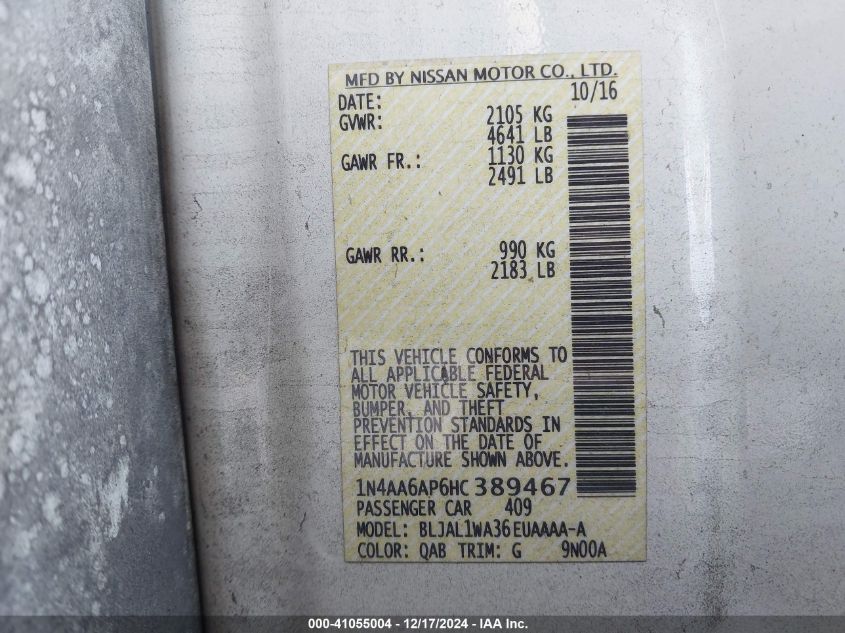 MFD BY NISSAN MOTOR CO., LTD.
DATE: 10/16
GVWR: 2105 KG
4641 LB
GAWR FR.: 1130 KG
2491 LB
GAWR RR.: 990 KG
2183 LB
THIS VEHICLE CONFORMS TO
ALL APPLICABLE FEDERAL
MOTOR VEHICLE SAFETY,
BUMPER, AND THEFT
PREVENTION STANDARDS IN
EFFECT ON THE DATE OF
MANUFACTURE SHOWN ABOVE.
1N4AA6AP6HC389467
PASSENGER CAR 409
MODEL: BLJAL1WA36EUAAAA-A
COLOR: QAB TRIM: G 9N00A
000-41055004 - 12/17/2024 - IAA Inc.